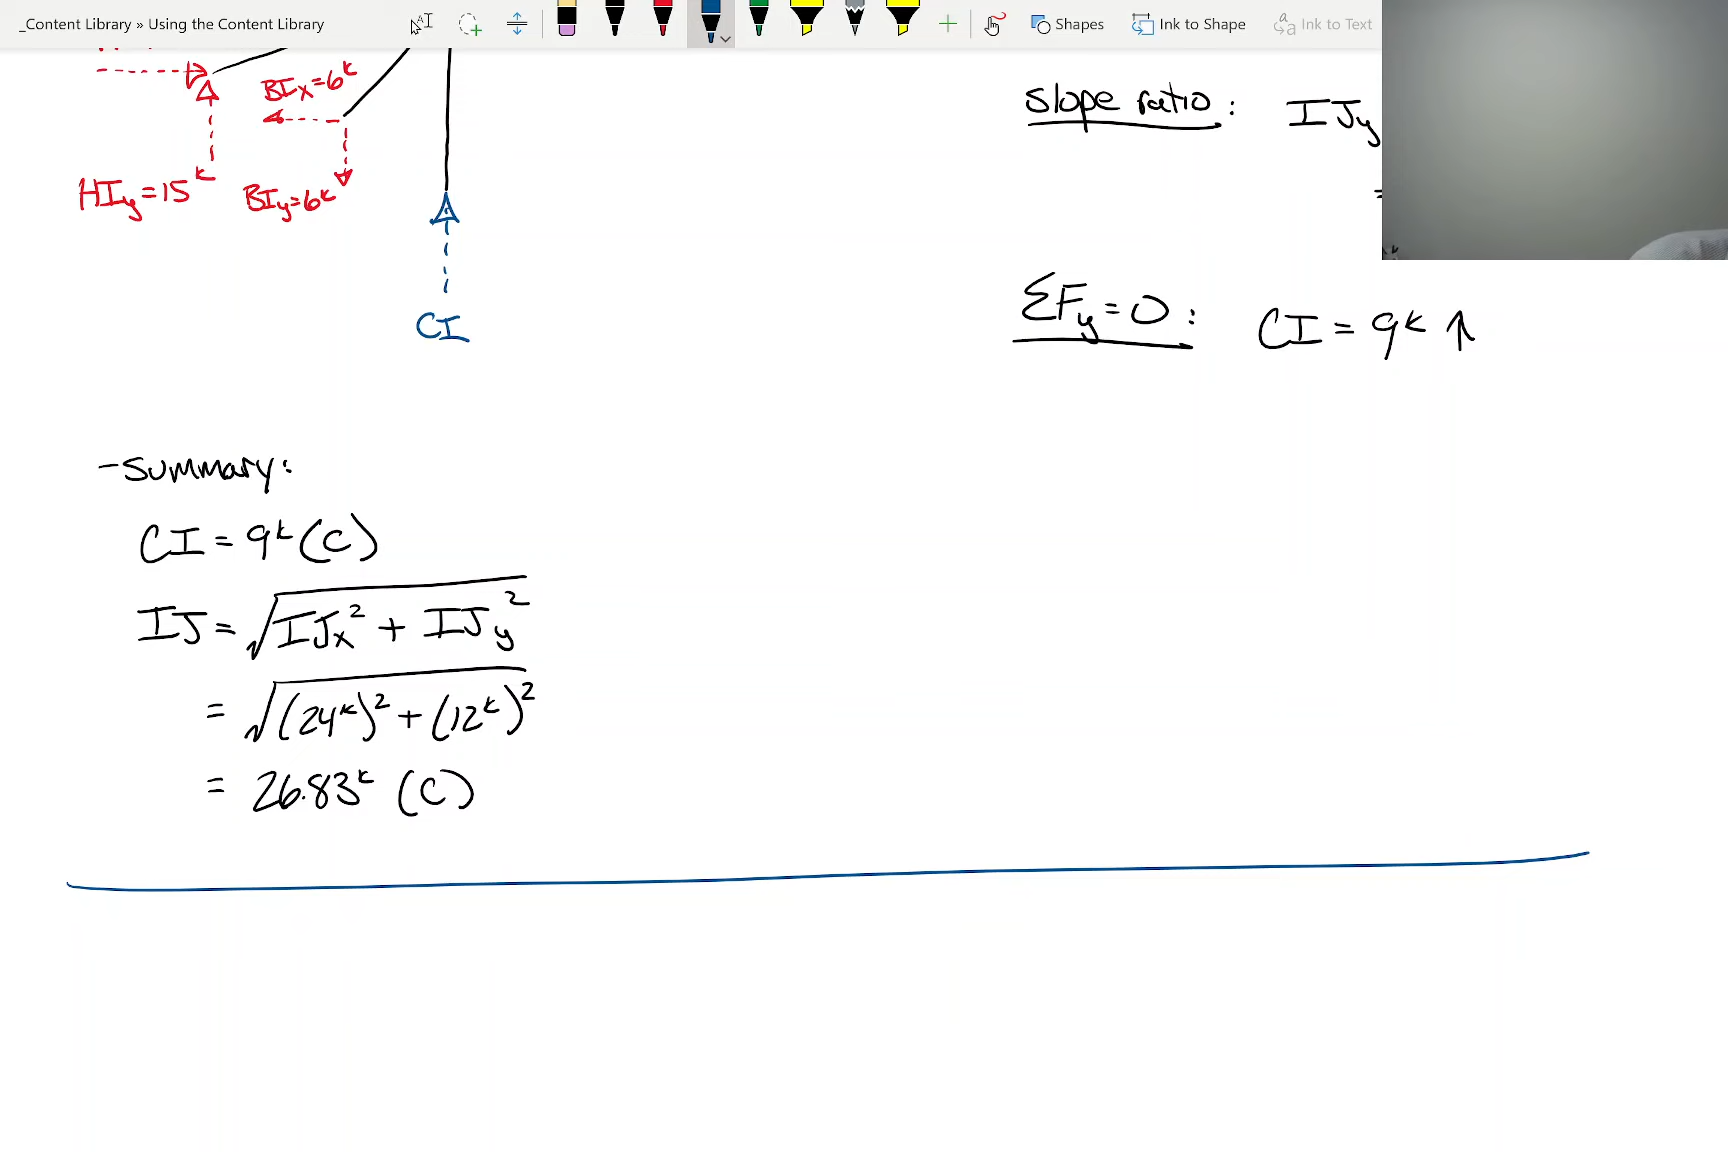 _Content Library » Using the Content Library
Shapes
Ink to Shape
Ink to Text
BIx=6ᵏ
HIy=15ᵏ
BIy=6ᵏ
CI
slope ratio: IJy
=
ΣFy=0: CI = 9ᵏ ↑
-Summary:
CI = 9ᵏ (C)
IJ = √(IJx² + IJy²)
= √((24ᵏ)² + (12ᵏ)²)
= 26.83ᵏ (C)